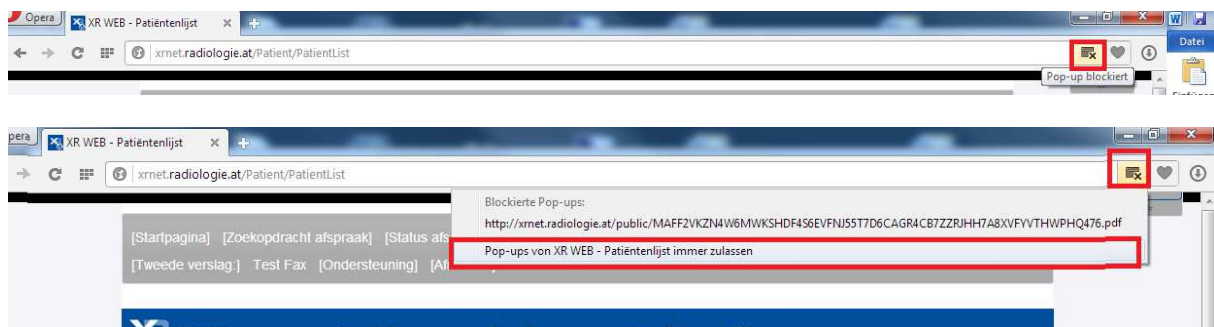 Opera XR WEB - Patiëntenlijst
W
xrnet.radiologie.at/Patient/PatientList
Datei
Pop-up blockiert
pera XR WEB - Patiëntenlijst
xrnet.radiologie.at/Patient/PatientList
Blockierte Pop-ups:
http://xrnet.radiologie.at/public/MAFF2VKZN4W6MWKSHDF4S6EVFNJ55T7D6CAGR4CB7ZZRJHH7A8XVFYVTHWPHQ476.pdf
[Startpagina] [Zoekopdracht afspraak] [Status afs
Pop-ups von XR WEB - Patiëntenlijst immer zulassen
[Tweede verslag:] Test Fax [Ondersteuning] [Af